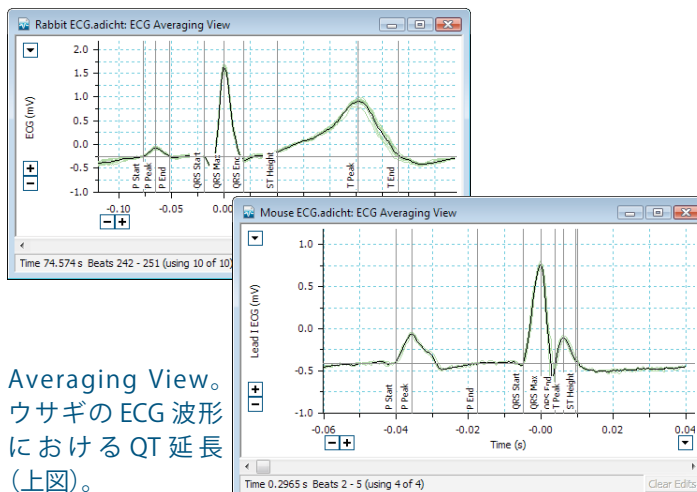 Rabbit ECG.adicht: ECG Averaging View
2.0
1.5
1.0
0.5
0.0
-0.5
-1.0
ECG (mV)
P Start
P Peak
P End
QRS Start
QRS Max
QRS End
ST Height
T Peak
T End
-0.10
-0.05
0.00
Time 74.574 s Beats 242 - 251 (using 10 of 10)
Mouse ECG.adicht: ECG Averaging View
1.0
0.5
0.0
-0.5
-1.0
Lead I ECG (mV)
P Start
P Peak
P End
QRS Start
QRS Max
QRS End
T Peak
ST Height
-0.06
-0.04
-0.02
-0.00
0.02
0.04
Time (s)
Time 0.2965 s Beats 2 - 5 (using 4 of 4)
Clear Edits
Averaging View。
ウサギの ECG 波形
における QT 延長
(上図)。